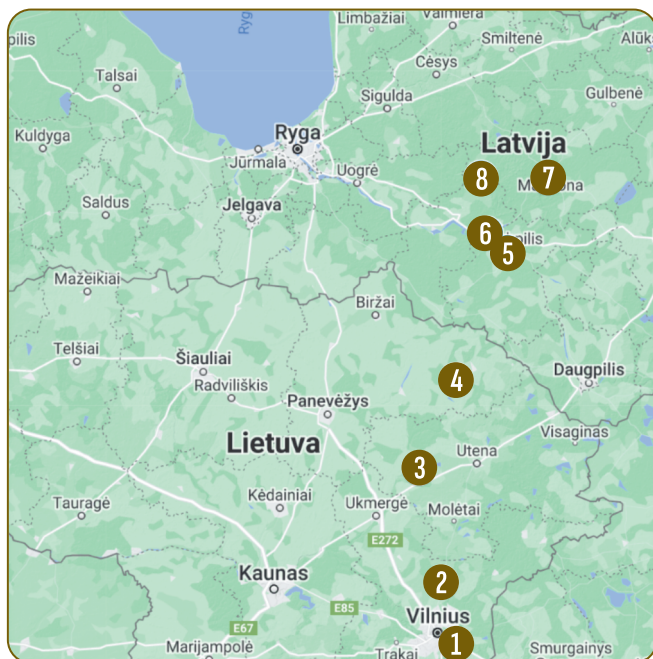 Limbažiai
Valmiera
pilis
Ryg
Smiltenė
Alūks
Talsai
Cėsys
Sigulda
Gulbenė
Ryga
Latvija
Kuldyga
Jūrmala
Uogrė
8
7
Saldus
Jelgava
6
pilis
5
Mažeikiai
Biržai
Telšiai
Šiauliai
4
Daugpilis
Radviliškis
Panevėžys
Visaginas
Lietuva
3
Utena
Kėdainiai
Tauragė
Ukmergė
Molėtai
E272
Kaunas
2
E85
Vilnius
E67
1
Marijampolė
Trakai
Smurgainys